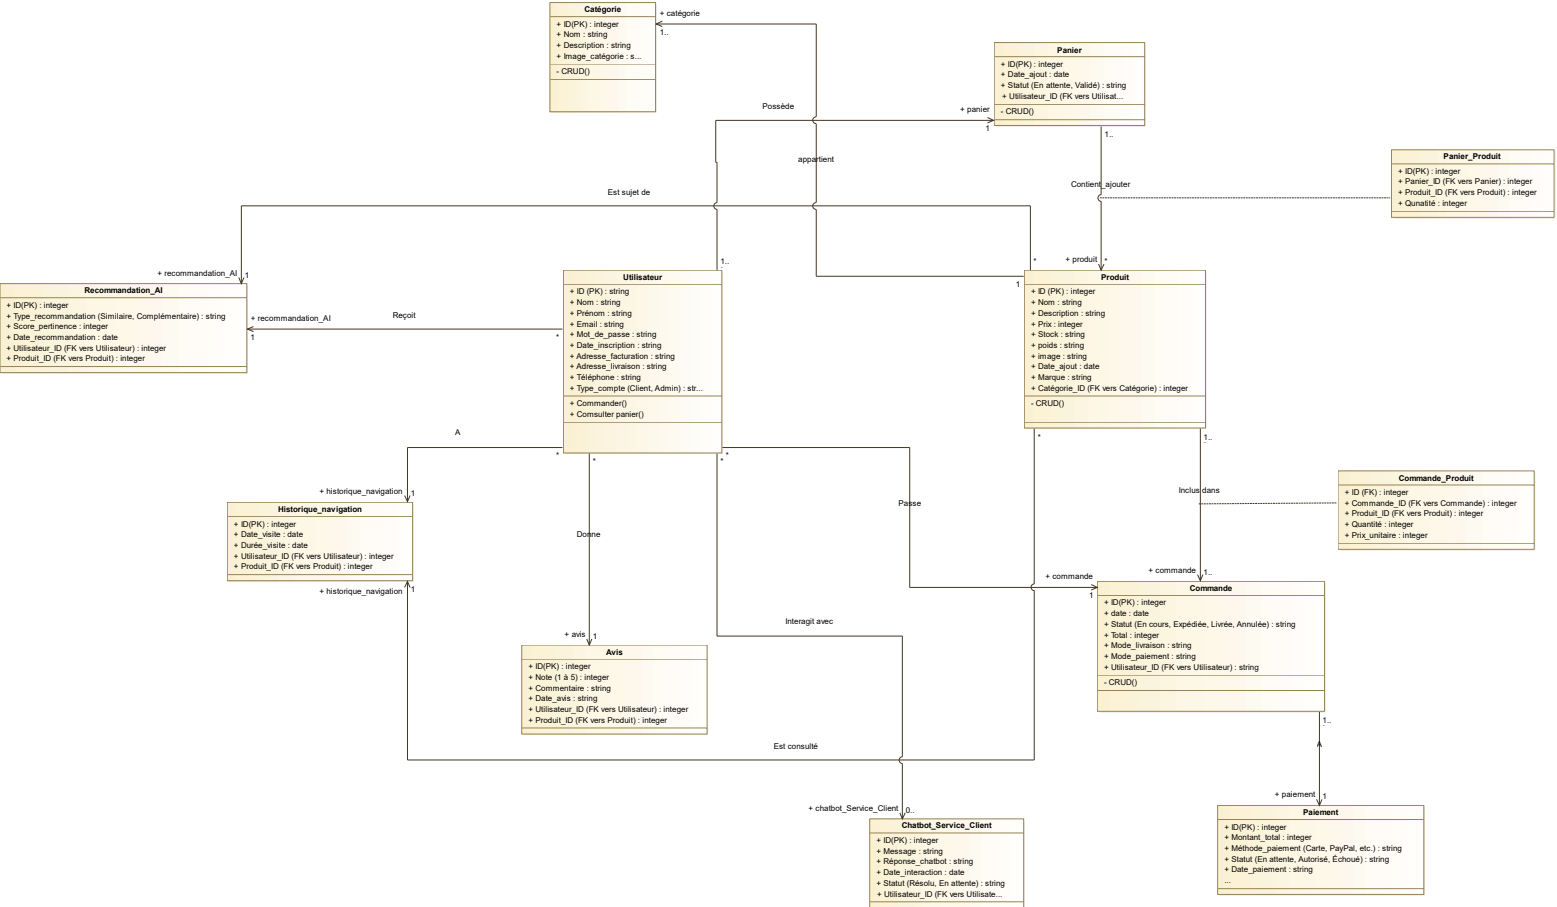 Catégorie
+ ID(PK) : integer
+ Nom : string
+ Description : string
+ Image_catégorie : s...
- CRUD()
+ catégorie
1..
Panier
+ ID(PK) : integer
+ Date_ajout : date
+ Statut (En attente, Validé) : string
+ Utilisateur_ID (FK vers Utilisat...
- CRUD()
Possède
+ panier
1
1..
appartient
Panier_Produit
+ ID(PK) : integer
+ Panier_ID (FK vers Panier) : integer
+ Produit_ID (FK vers Produit) : integer
+ Qunatité : integer
Contient_ajouter
Est sujet de
+ recommandation_AI
1
1..
*
+ produit
*
1
Recommandation_AI
+ ID(PK) : integer
+ Type_recommandation (Similaire, Complémentaire) : string
+ Score_pertinence : integer
+ Date_recommandation : date
+ Utilisateur_ID (FK vers Utilisateur) : integer
+ Produit_ID (FK vers Produit) : integer
+ recommandation_AI
1
Reçoit
*
Utilisateur
+ ID (PK) : string
+ Nom : string
+ Prénom : string
+ Email : string
+ Mot_de_passe : string
+ Date_inscription : string
+ Adresse_facturation : string
+ Adresse_livraison : string
+ Téléphone : string
+ Type_compte (Client, Admin) : str...
+ Commander()
+ Comsulter panier()
Produit
+ ID (PK) : integer
+ Nom : string
+ Description : string
+ Prix : integer
+ Stock : string
+ poids : string
+ image : string
+ Date_ajout : date
+ Marque : string
+ Catégorie_ID (FK vers Catégorie) : integer
- CRUD()
A
*
*
*
*
*
1..
+ historique_navigation
1
Historique_navigation
+ ID(PK) : integer
+ Date_visite : date
+ Durée_visite : date
+ Utilisateur_ID (FK vers Utilisateur) : integer
+ Produit_ID (FK vers Produit) : integer
+ historique_navigation
1
Donne
Passe
Inclus dans
Commande_Produit
+ ID (FK) : integer
+ Commande_ID (FK vers Commande) : integer
+ Produit_ID (FK vers Produit) : integer
+ Quantité : integer
+ Prix_unitaire : integer
+ commande
1
+ commande
1..
Commande
+ ID(PK) : integer
+ date : date
+ Statut (En cours, Expédiée, Livrée, Annulée) : string
+ Total : integer
+ Mode_livraison : string
+ Mode_paiement : string
+ Utilisateur_ID (FK vers Utilisateur) : string
- CRUD()
Interagit avec
+ avis
1
Avis
+ ID(PK) : integer
+ Note (1 à 5) : integer
+ Commentaire : string
+ Date_avis : string
+ Utilisateur_ID (FK vers Utilisateur) : integer
+ Produit_ID (FK vers Produit) : integer
1..
Est consulté
+ chatbot_Service_Client
0..
Chatbot_Service_Client
+ ID(PK) : integer
+ Message : string
+ Réponse_chatbot : string
+ Date_interaction : date
+ Statut (Résolu, En attente) : string
+ Utilisateur_ID (FK vers Utilisate...
+ paiement
1
Paiement
+ ID(PK) : integer
+ Montant_total : integer
+ Méthode_paiement (Carte, PayPal, etc.) : string
+ Statut (En attente, Autorisé, Échoué) : string
+ Date_paiement : string
...